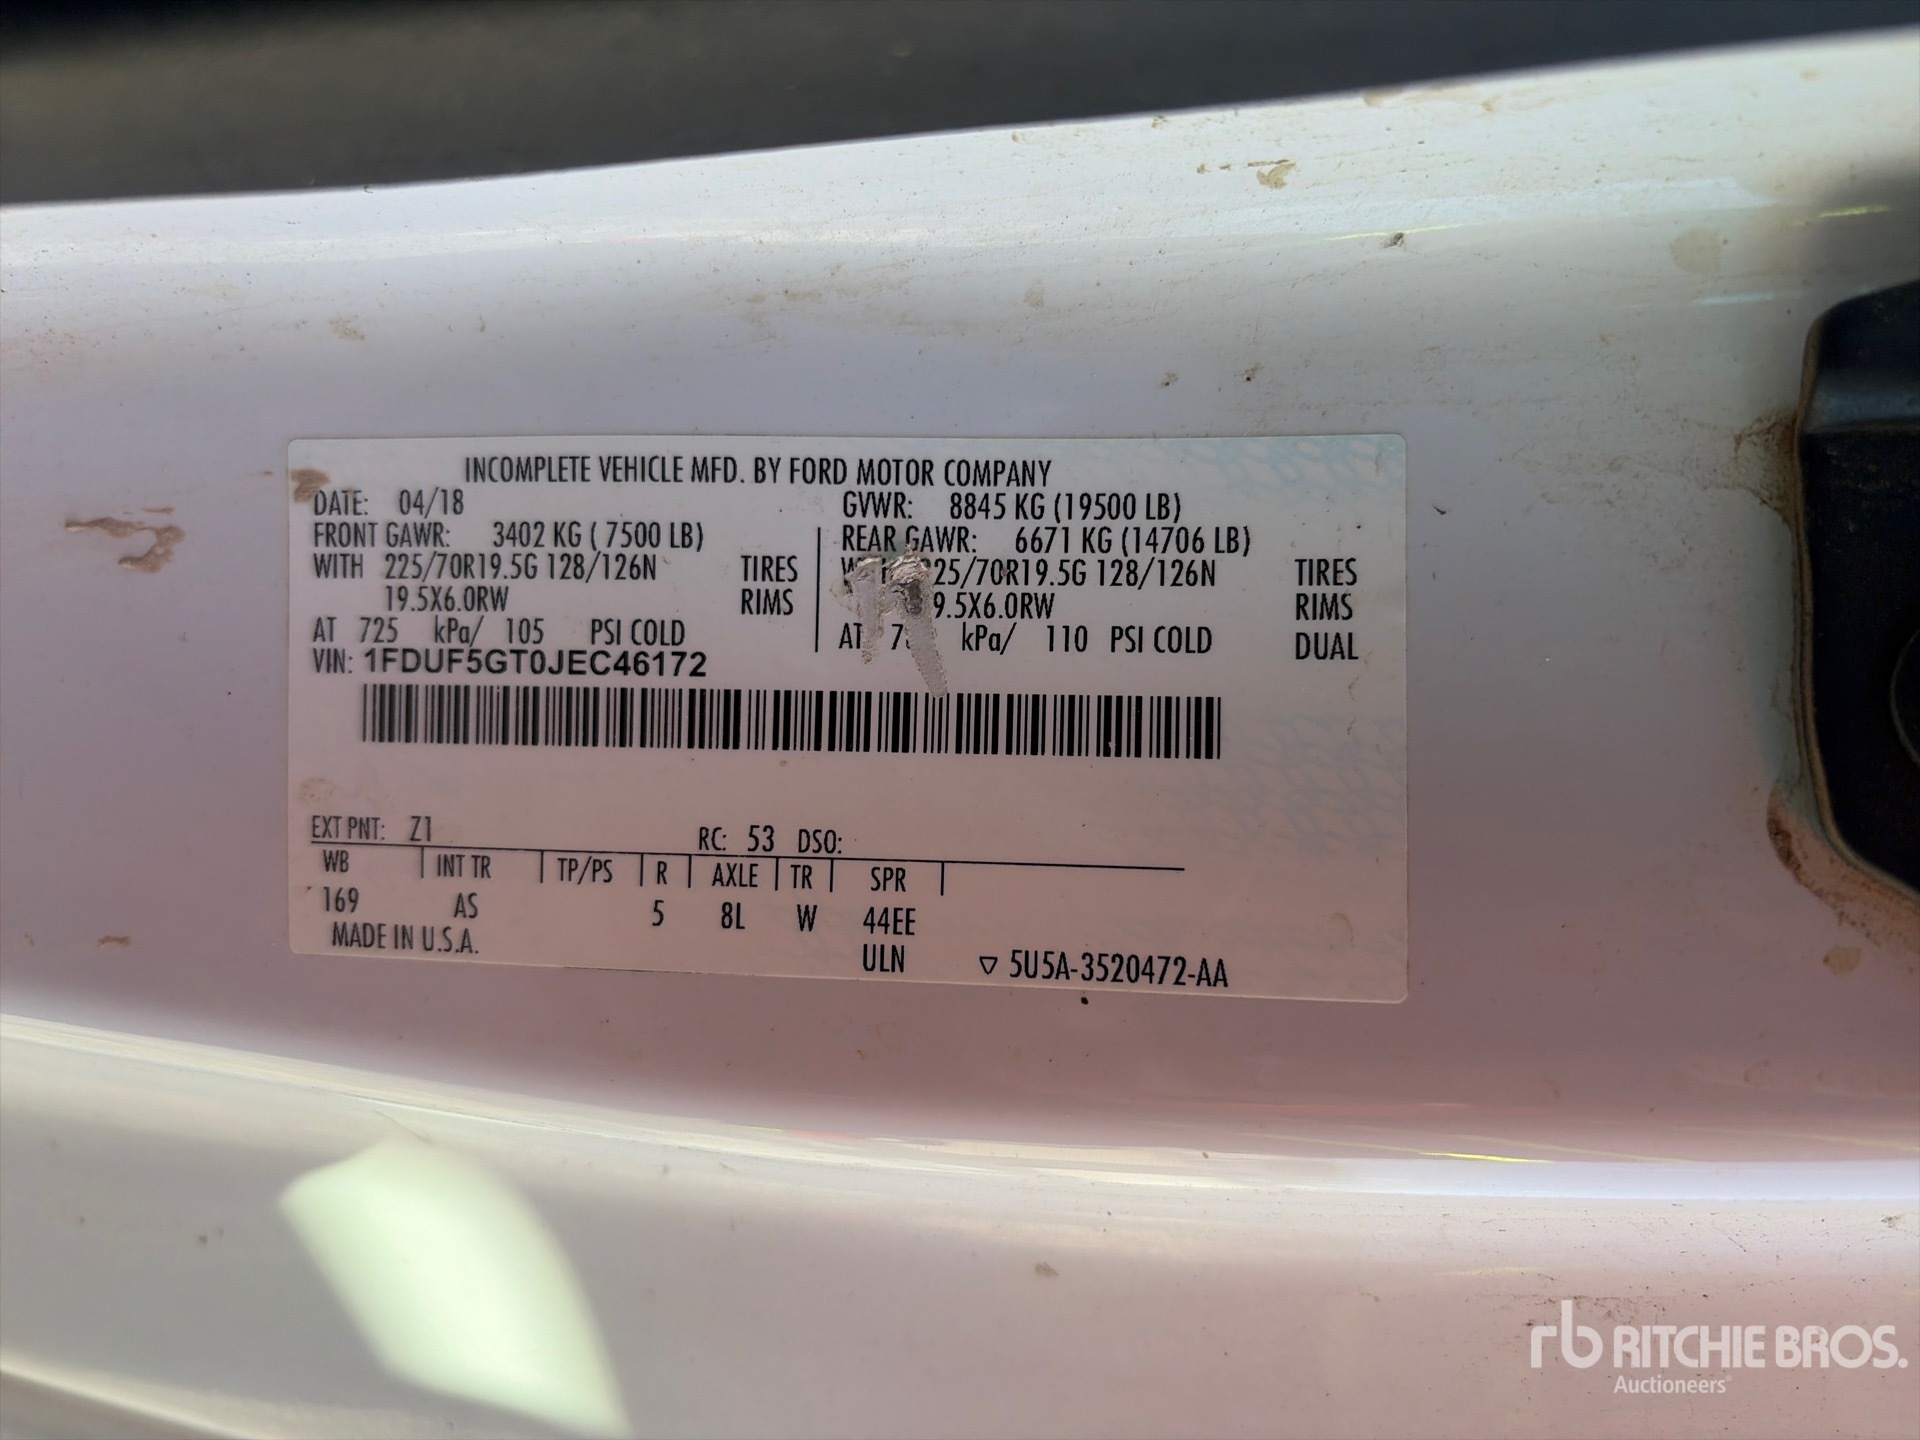 INCOMPLETE VEHICLE MFD. BY FORD MOTOR COMPANY
DATE: 04/18 GVWR: 8845 KG (19500 LB)
FRONT GAWR: 3402 KG ( 7500 LB) REAR GAWR: 6671 KG (14706 LB)
WITH 225/70R19.5G 128/126N TIRES 25/70R19.5G 128/126N TIRES
19.5X6.0RW RIMS 9.5X6.0RW RIMS
AT 725 kPa/ 105 PSI COLD AT kPa/ 110 PSI COLD DUAL
VIN: 1FDUF5GT0JEC46172
EXT PNT: Z1 RC: 53 DSO:
WB INT TR TP/PS R AXLE TR SPR
169 AS 5 8L W 44EE
MADE IN U.S.A. ULN ▽ 5U5A-3520472-AA
rb RITCHIE BROS.
Auctioneers